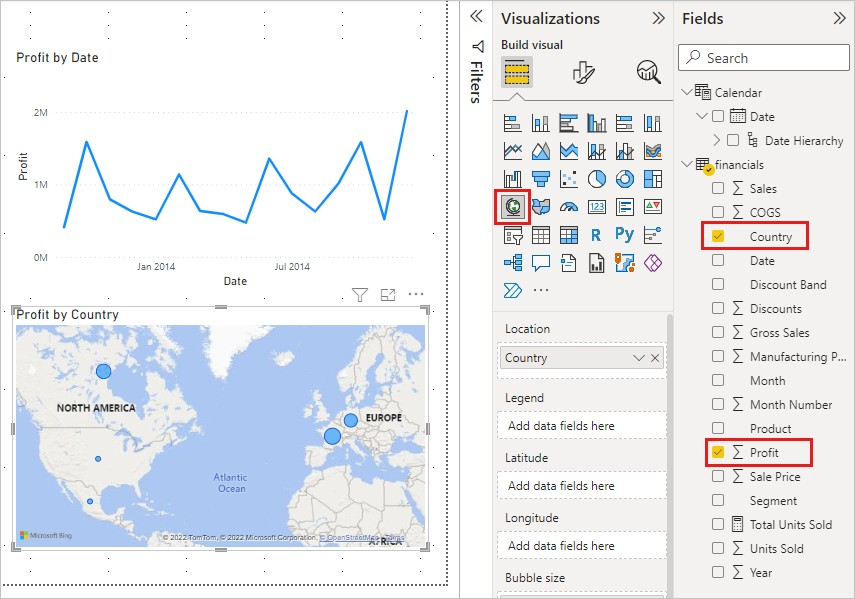 Profit by Date
2M
1M
0M
Profit
Jan 2014
Jul 2014
Date
Profit by Country
NORTH AMERICA
EUROPE
Atlantic
Ocean
AFRICA
Microsoft Bing
© 2022 TomTom, © 2022 Microsoft Corporation, © OpenStreetMap Terms
Filters
Visualizations
Build visual
123
R
Py
Location
Country
Legend
Add data fields here
Latitude
Add data fields here
Longitude
Add data fields here
Bubble size
Fields
Search
Calendar
Date
Date Hierarchy
financials
Sales
COGS
Country
Date
Discount Band
Discounts
Gross Sales
Manufacturing P...
Month
Month Number
Product
Profit
Sale Price
Segment
Total Units Sold
Units Sold
Year